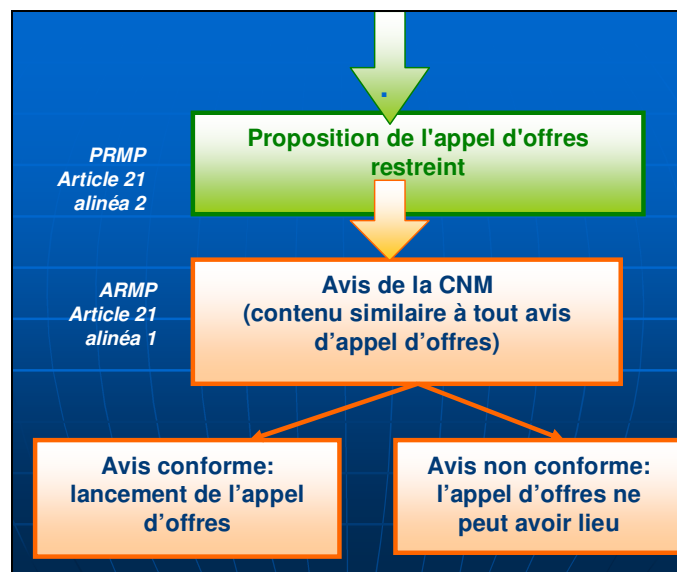 Proposition de l'appel d'offres
restreint
PRMP
Article 21
alinéa 2
Avis de la CNM
(contenu similaire à tout avis
d’appel d’offres)
ARMP
Article 21
alinéa 1
Avis conforme:
lancement de l’appel
d’offres
Avis non conforme:
l’appel d’offres ne
peut avoir lieu